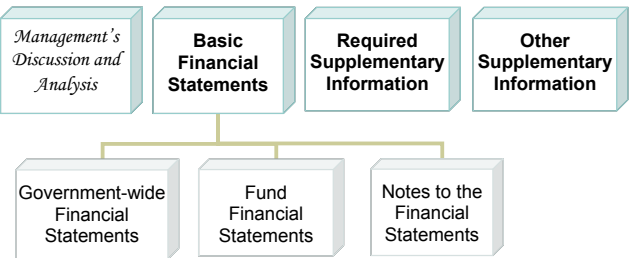 Management's
Discussion and
Analysis
Basic
Financial
Statements
Required
Supplementary
Information
Other
Supplementary
Information
Government-wide
Financial
Statements
Fund
Financial
Statements
Notes to the
Financial
Statements